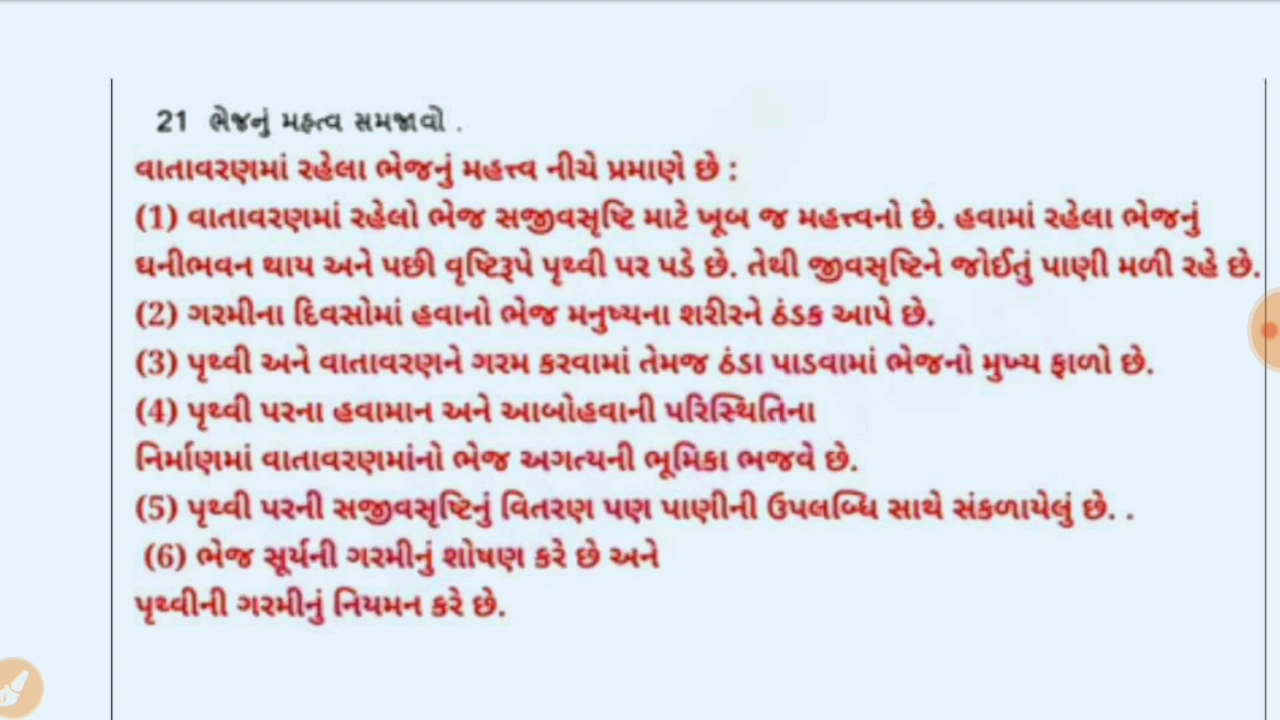 21 ભેજનું મહત્વ સમજાવો .
વાતાવરણમાં રહેલા ભેજનું મહત્ત્વ નીચે પ્રમાણે છે :
(1) વાતાવરણમાં રહેલો ભેજ સજીવસૃષ્ટિ માટે ખૂબ જ મહત્ત્વનો છે. હવામાં રહેલા ભેજનું
ઘનીભવન થાય અને પછી વૃષ્ટિરૂપે પૃથ્વી પર પડે છે. તેથી જીવસૃષ્ટિને જોઈતું પાણી મળી રહે છે.
(2) ગરમીના દિવસોમાં હવાનો ભેજ મનુષ્યના શરીરને ઠંડક આપે છે.
(3) પૃથ્વી અને વાતાવરણને ગરમ કરવામાં તેમજ ઠંડા પાડવામાં ભેજનો મુખ્ય ફાળો છે.
(4) પૃથ્વી પરના હવામાન અને આબોહવાની પરિસ્થિતિના
નિર્માણમાં વાતાવરણમાંનો ભેજ અગત્યની ભૂમિકા ભજવે છે.
(5) પૃથ્વી પરની સજીવસૃષ્ટિનું વિતરણ પણ પાણીની ઉપલબ્ધિ સાથે સંકળાયેલું છે. .
(6) ભેજ સૂર્યની ગરમીનું શોષણ કરે છે અને
પૃથ્વીની ગરમીનું નિયમન કરે છે.